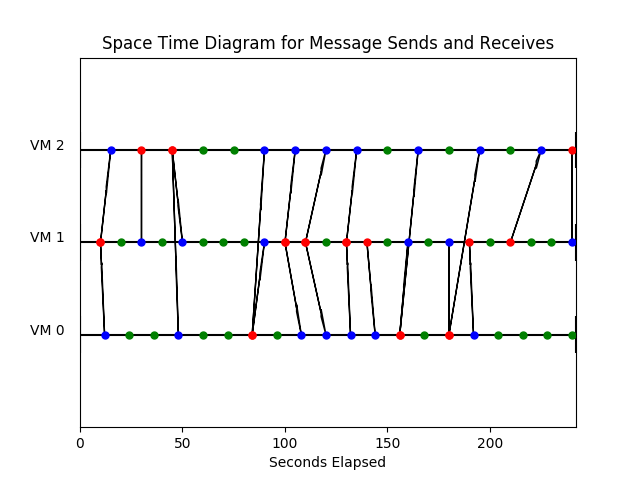 Space Time Diagram for Message Sends and Receives
VM 2
VM 1
VM 0
0 50 100 150 200
Seconds Elapsed